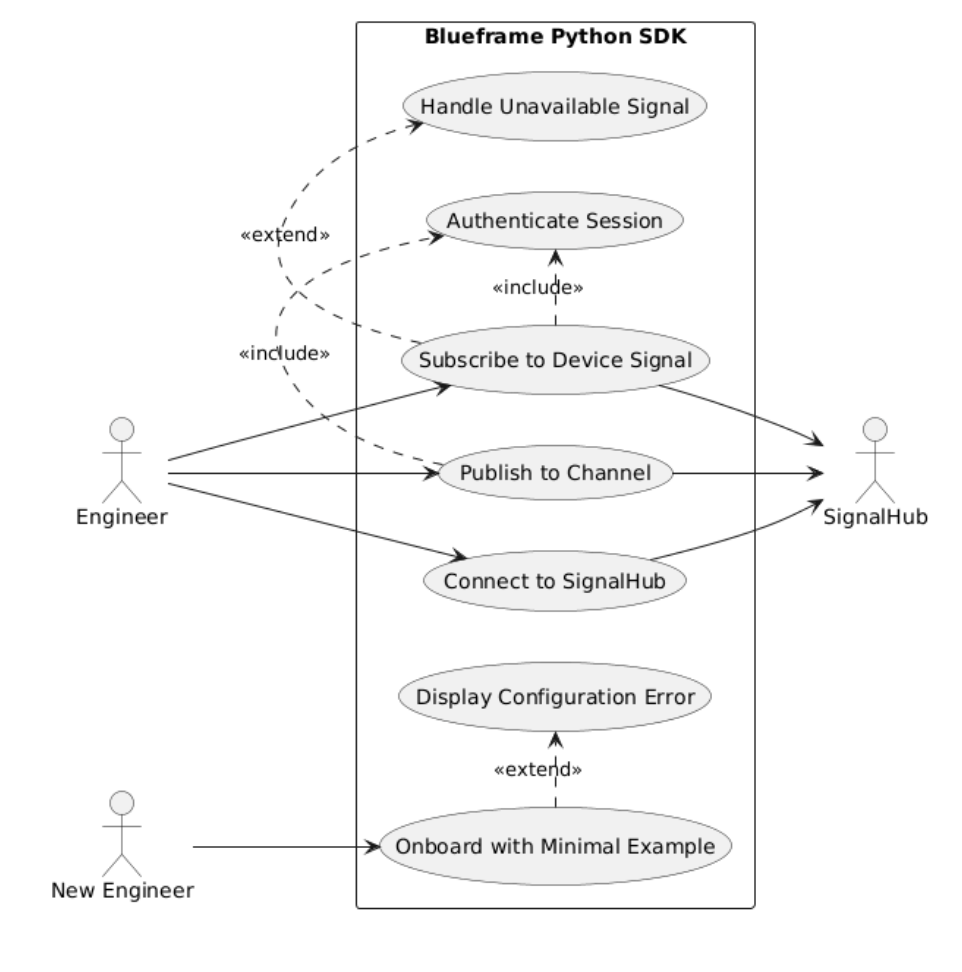 Blueframe Python SDK
Handle Unavailable Signal
Authenticate Session
«extend»
«include»
«include»
Subscribe to Device Signal
Publish to Channel
Engineer
SignalHub
Connect to SignalHub
Display Configuration Error
«extend»
Onboard with Minimal Example
New Engineer